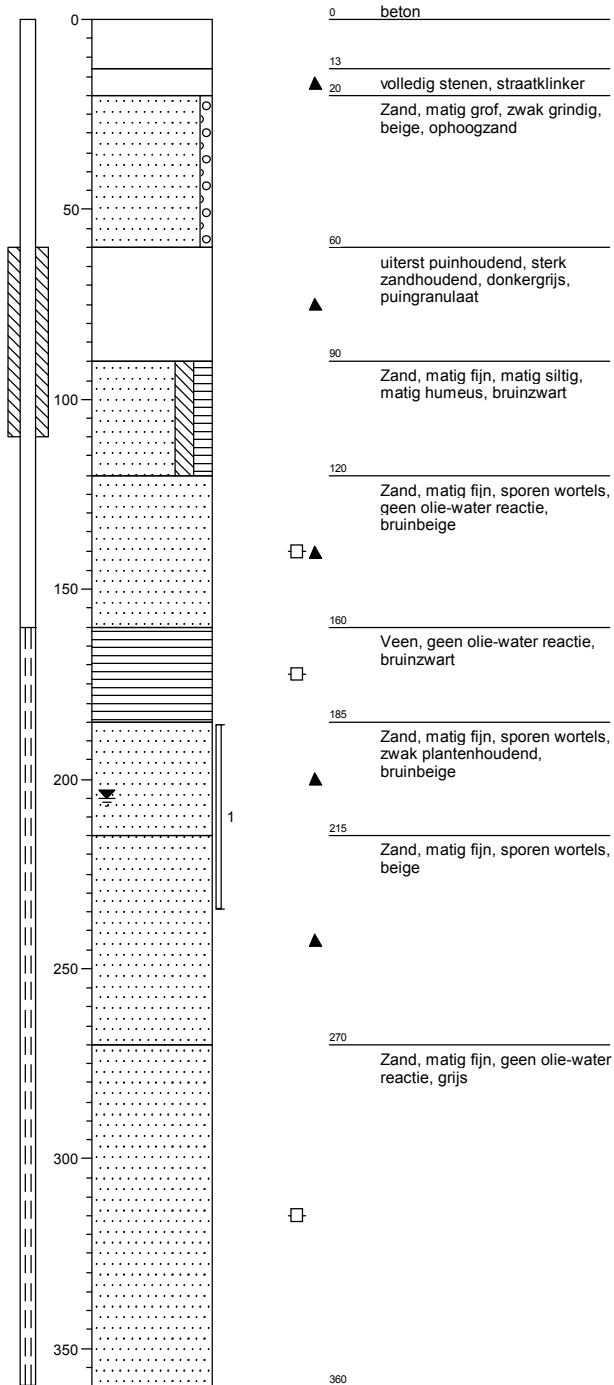 0
0
beton
13
volledig stenen, straatklinker
20
Zand, matig grof, zwak grindig,
beige, ophoogzand
50
60
uiterst puinhoudend, sterk
zandhoudend, donkergrijs,
puingranulaat
90
Zand, matig fijn, matig siltig,
matig humeus, bruinzwart
100
120
Zand, matig fijn, sporen wortels,
geen olie-water reactie,
bruinbeige
150
160
Veen, geen olie-water reactie,
bruinzwart
185
Zand, matig fijn, sporen wortels,
zwak plantenhoudend,
bruinbeige
200
1
215
Zand, matig fijn, sporen wortels,
beige
250
270
Zand, matig fijn, geen olie-water
reactie, grijs
300
350
360